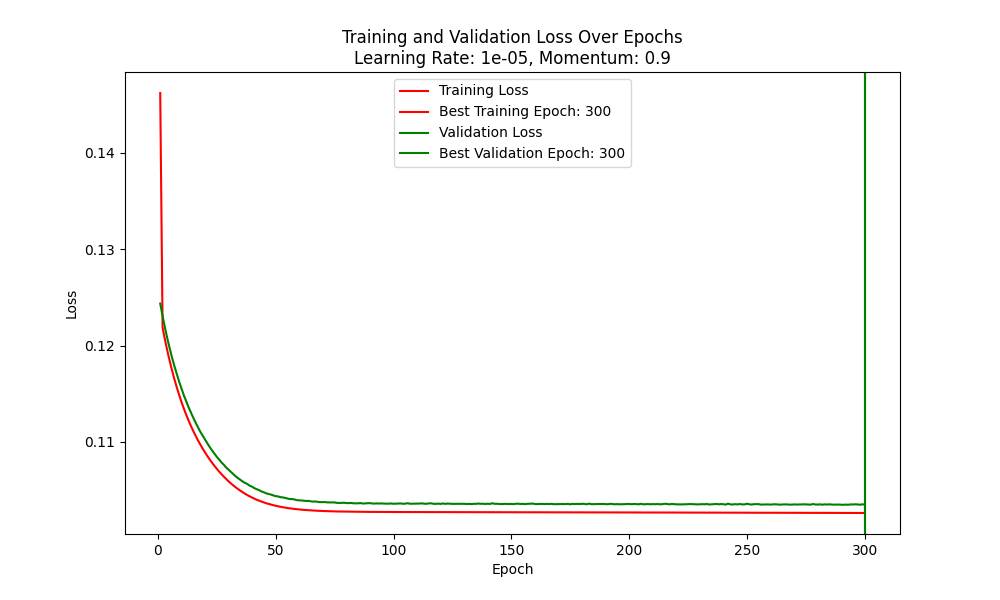 Training and Validation Loss Over Epochs
Learning Rate: 1e-05, Momentum: 0.9
Training Loss
Best Training Epoch: 300
Validation Loss
Best Validation Epoch: 300
0.14
0.13
0.12
0.11
Loss
0 50 100 150 200 250 300
Epoch